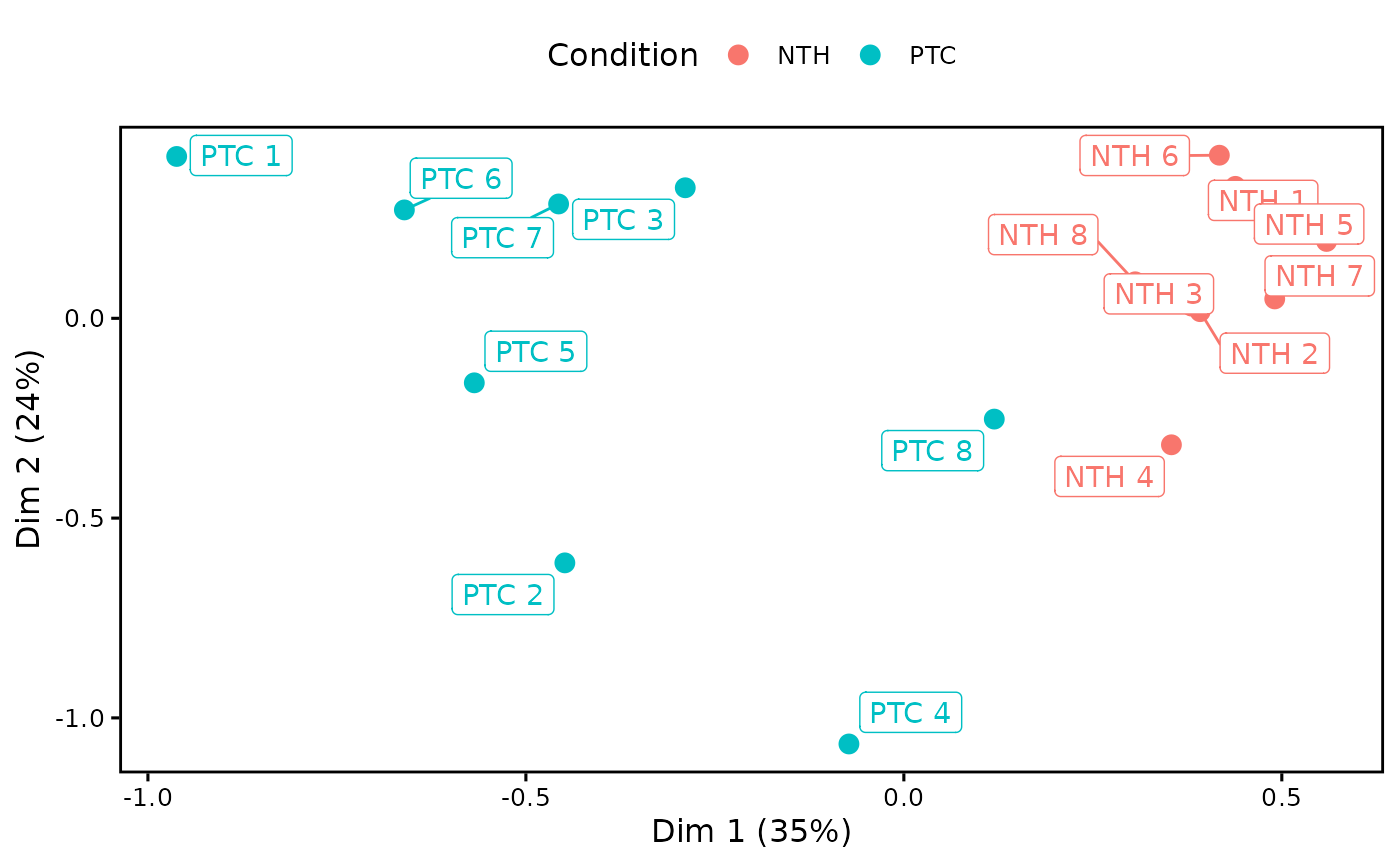 Condition NTH PTC
PTC 1
NTH 6
PTC 6
NTH 1
PTC 3
NTH 5
PTC 7
NTH 8
NTH 7
NTH 3
PTC 5
NTH 2
PTC 8
NTH 4
PTC 2
PTC 4
0.0
-0.5
-1.0
Dim 2 (24%)
-1.0 -0.5 0.0 0.5
Dim 1 (35%)